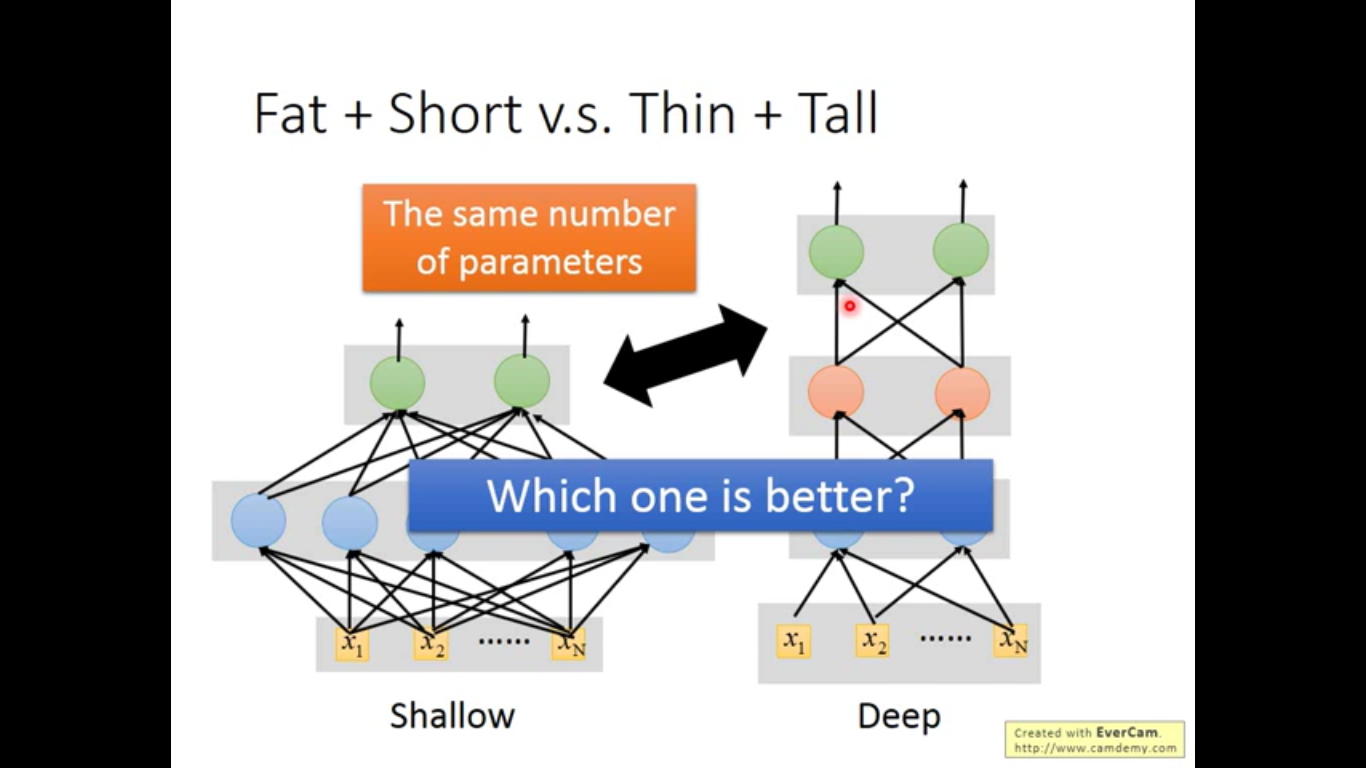 Fat + Short v.s. Thin + Tall
The same number
of parameters
Which one is better?
x1 x2 ...... xN
x1 x2 ...... xN
Shallow
Deep
Created with EverCam.
http://www.camdemy.com